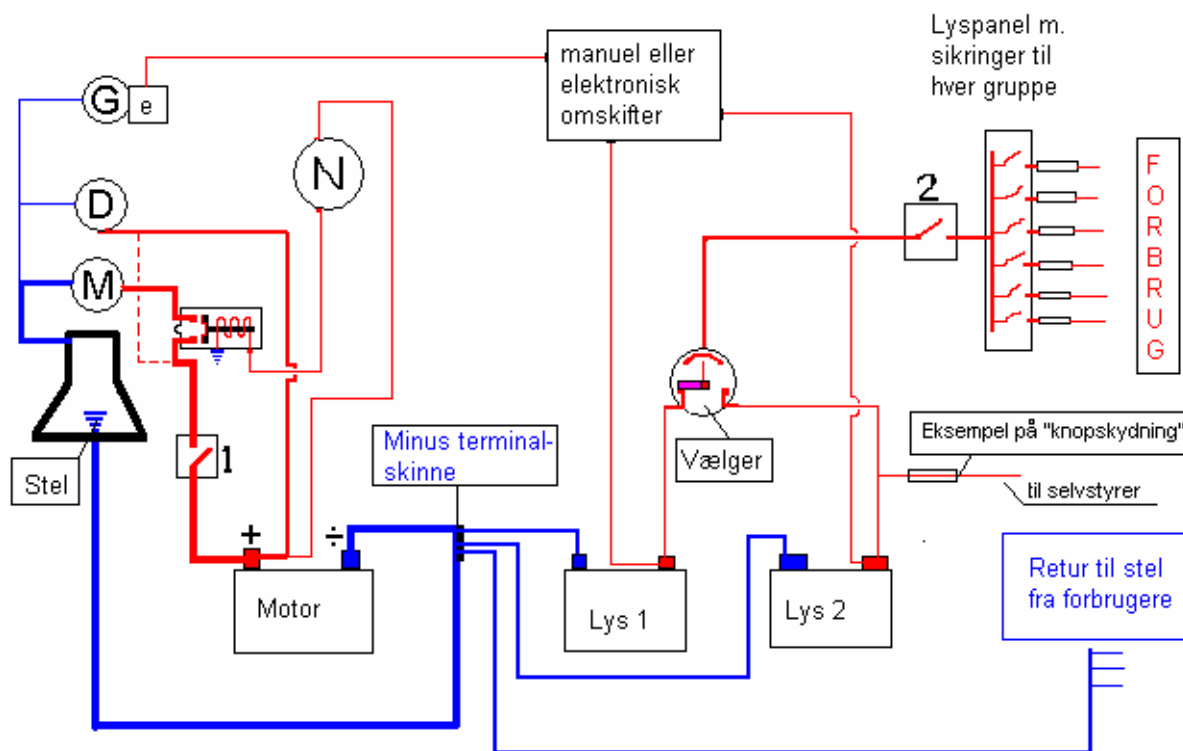 manuel eller
elektronisk
omskifter
Lyspanel m.
sikringer til
hver gruppe
G
e
N
D
M
2
FORBRUG
Stel
1
Minus terminal-
skinne
Vælger
Eksempel på "knopskydning"
til selvstyrer
+
÷
Motor
Lys 1
Lys 2
Retur til stel
fra forbrugere